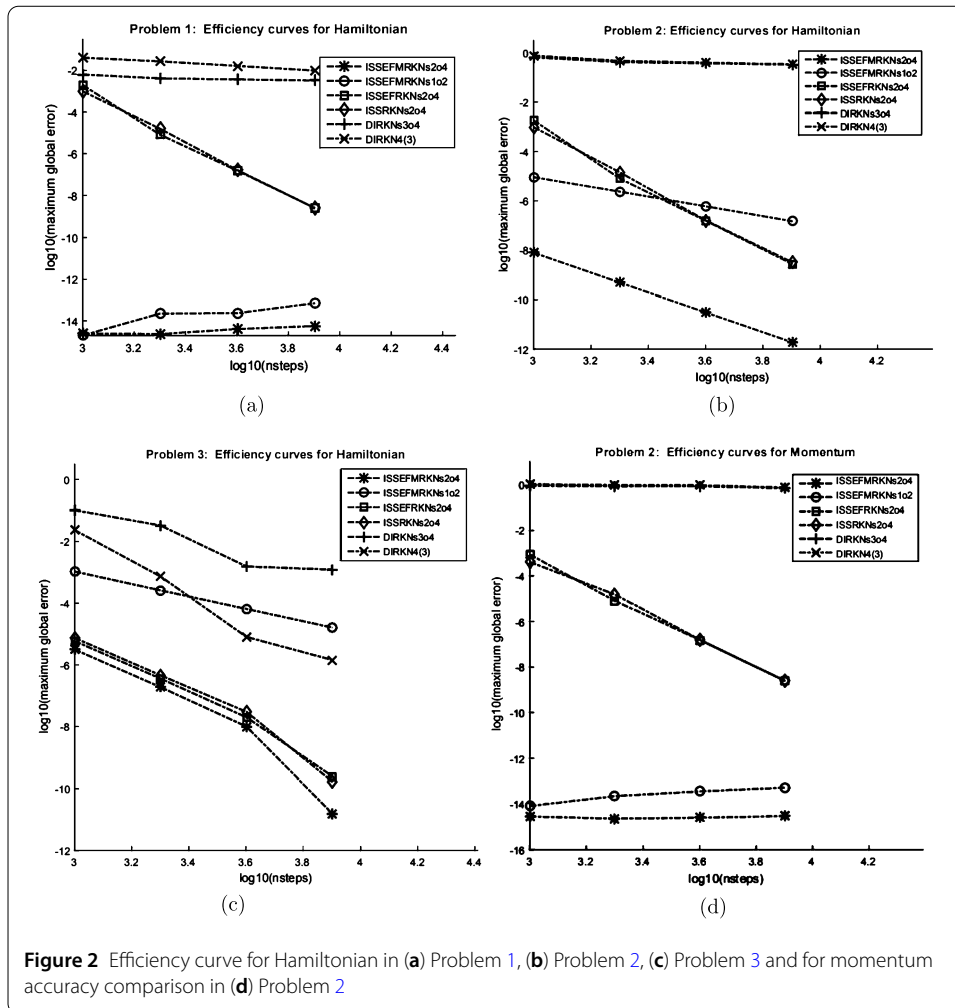 Problem 1: Efficiency curves for Hamiltonian
ISSEFMRKNs2o4
ISSEFMRKNs1o2
ISSEFRKNs2o4
ISSRKNs2o4
DIRKNs3o4
DIRKN4(3)
log10(maximum global error)
-2
-4
-6
-8
-10
-12
-14
3
3.2
3.4
3.6
3.8
4
4.2
4.4
log10(nsteps)
(a)
Problem 2: Efficiency curves for Hamiltonian
ISSEFMRKNs2o4
ISSEFMRKNs1o2
ISSEFRKNs2o4
ISSRKNs2o4
DIRKNs3o4
DIRKN4(3)
log10(maximum global error)
0
-2
-4
-6
-8
-10
-12
3
3.2
3.4
3.6
3.8
4
4.2
log10(nsteps)
(b)
Problem 3: Efficiency curves for Hamiltonian
ISSEFMRKNs2o4
ISSEFMRKNs1o2
ISSEFRKNs2o4
ISSRKNs2o4
DIRKNs3o4
DIRKN4(3)
log10(maximum global error)
0
-2
-4
-6
-8
-10
-12
3
3.2
3.4
3.6
3.8
4
4.2
4.4
log10(nsteps)
(c)
Problem 2: Efficiency curves for Momentum
ISSEFMRKNs2o4
ISSEFMRKNs1o2
ISSEFRKNs2o4
ISSRKNs2o4
DIRKNs3o4
DIRKN4(3)
log10(maximum global error)
0
-2
-4
-6
-8
-10
-12
-14
-16
3
3.2
3.4
3.6
3.8
4
4.2
log10(nsteps)
(d)
Figure 2 Efficiency curve for Hamiltonian in (a) Problem 1, (b) Problem 2, (c) Problem 3 and for momentum
accuracy comparison in (d) Problem 2